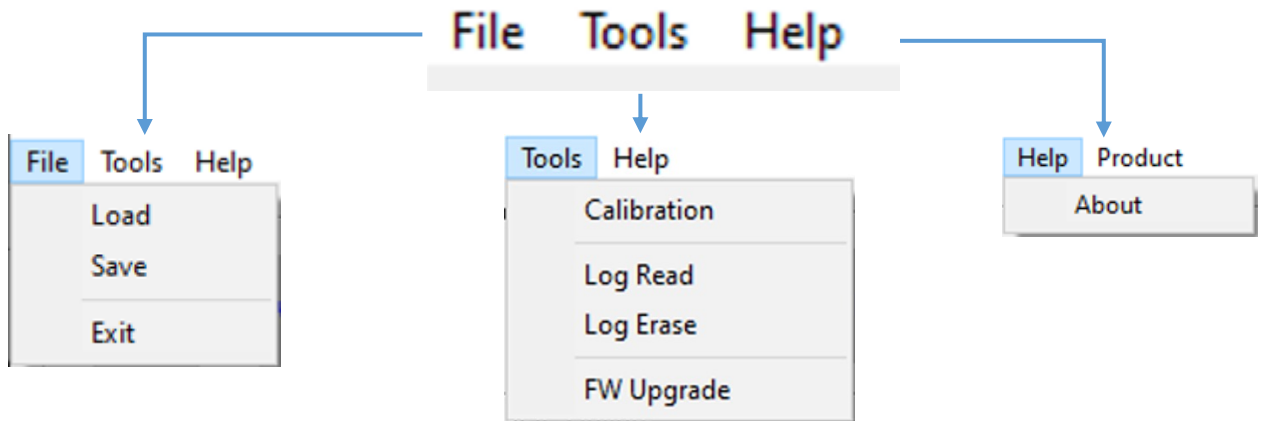 File Tools Help
File Tools Help
Load
Save
Exit
Tools Help
Calibration
Log Read
Log Erase
FW Upgrade
Help Product
About